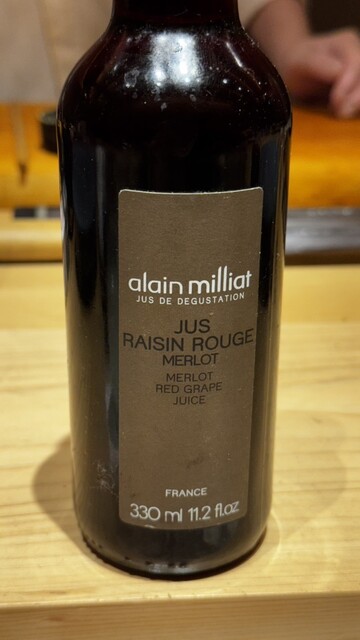 alain milliat
JUS DE DEGUSTATION
JUS
RAISIN ROUGE
MERLOT
MERLOT
RED GRAPE
JUICE
FRANCE
330 ml 11.2 fl.oz